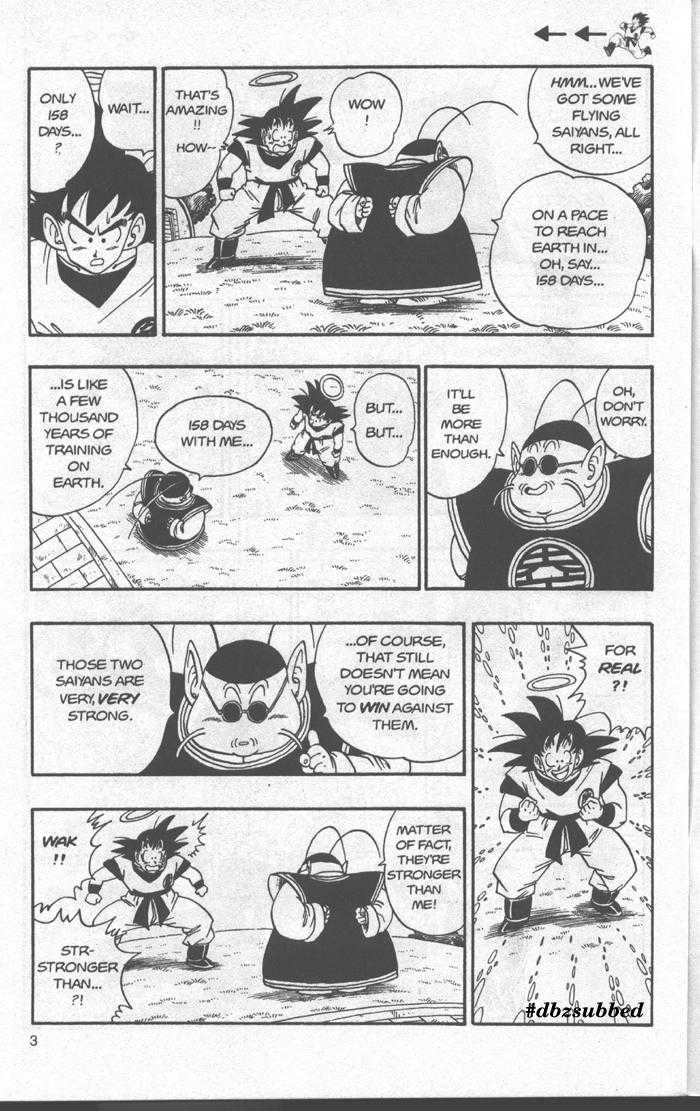 HMM...WE'VE
GOT SOME
FLYING
SAIYANS, ALL
RIGHT...
ON A PACE
TO REACH
EARTH IN...
OH, SAY...
158 DAYS...
WOW
!
THAT'S
AMAZING
!!
HOW~
WAIT...
ONLY
158
DAYS...
?
OH,
DON'T
WORRY.
IT'LL
BE
MORE
THAN
ENOUGH.
BUT...
BUT...
158 DAYS
WITH ME...
...IS LIKE
A FEW
THOUSAND
YEARS OF
TRAINING
ON
EARTH.
FOR
REAL
?!
...OF COURSE,
THAT STILL
DOESN'T MEAN
YOU'RE GOING
TO WIN AGAINST
THEM.
THOSE TWO
SAIYANS ARE
VERY, VERY
STRONG.
MATTER
OF FACT,
THEY'RE
STRONGER
THAN
ME!
WAK
!!
STR-
STRONGER
THAN...
?!
#dbzsubbed
3